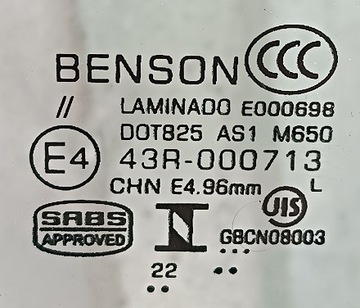 BENSON CCC
// LAMINADO E000698
DOT825 AS1 M650
E4 43R-000713
CHN E4.96mm L
SABS
APPROVED
N
JIS
GBCN08003
22